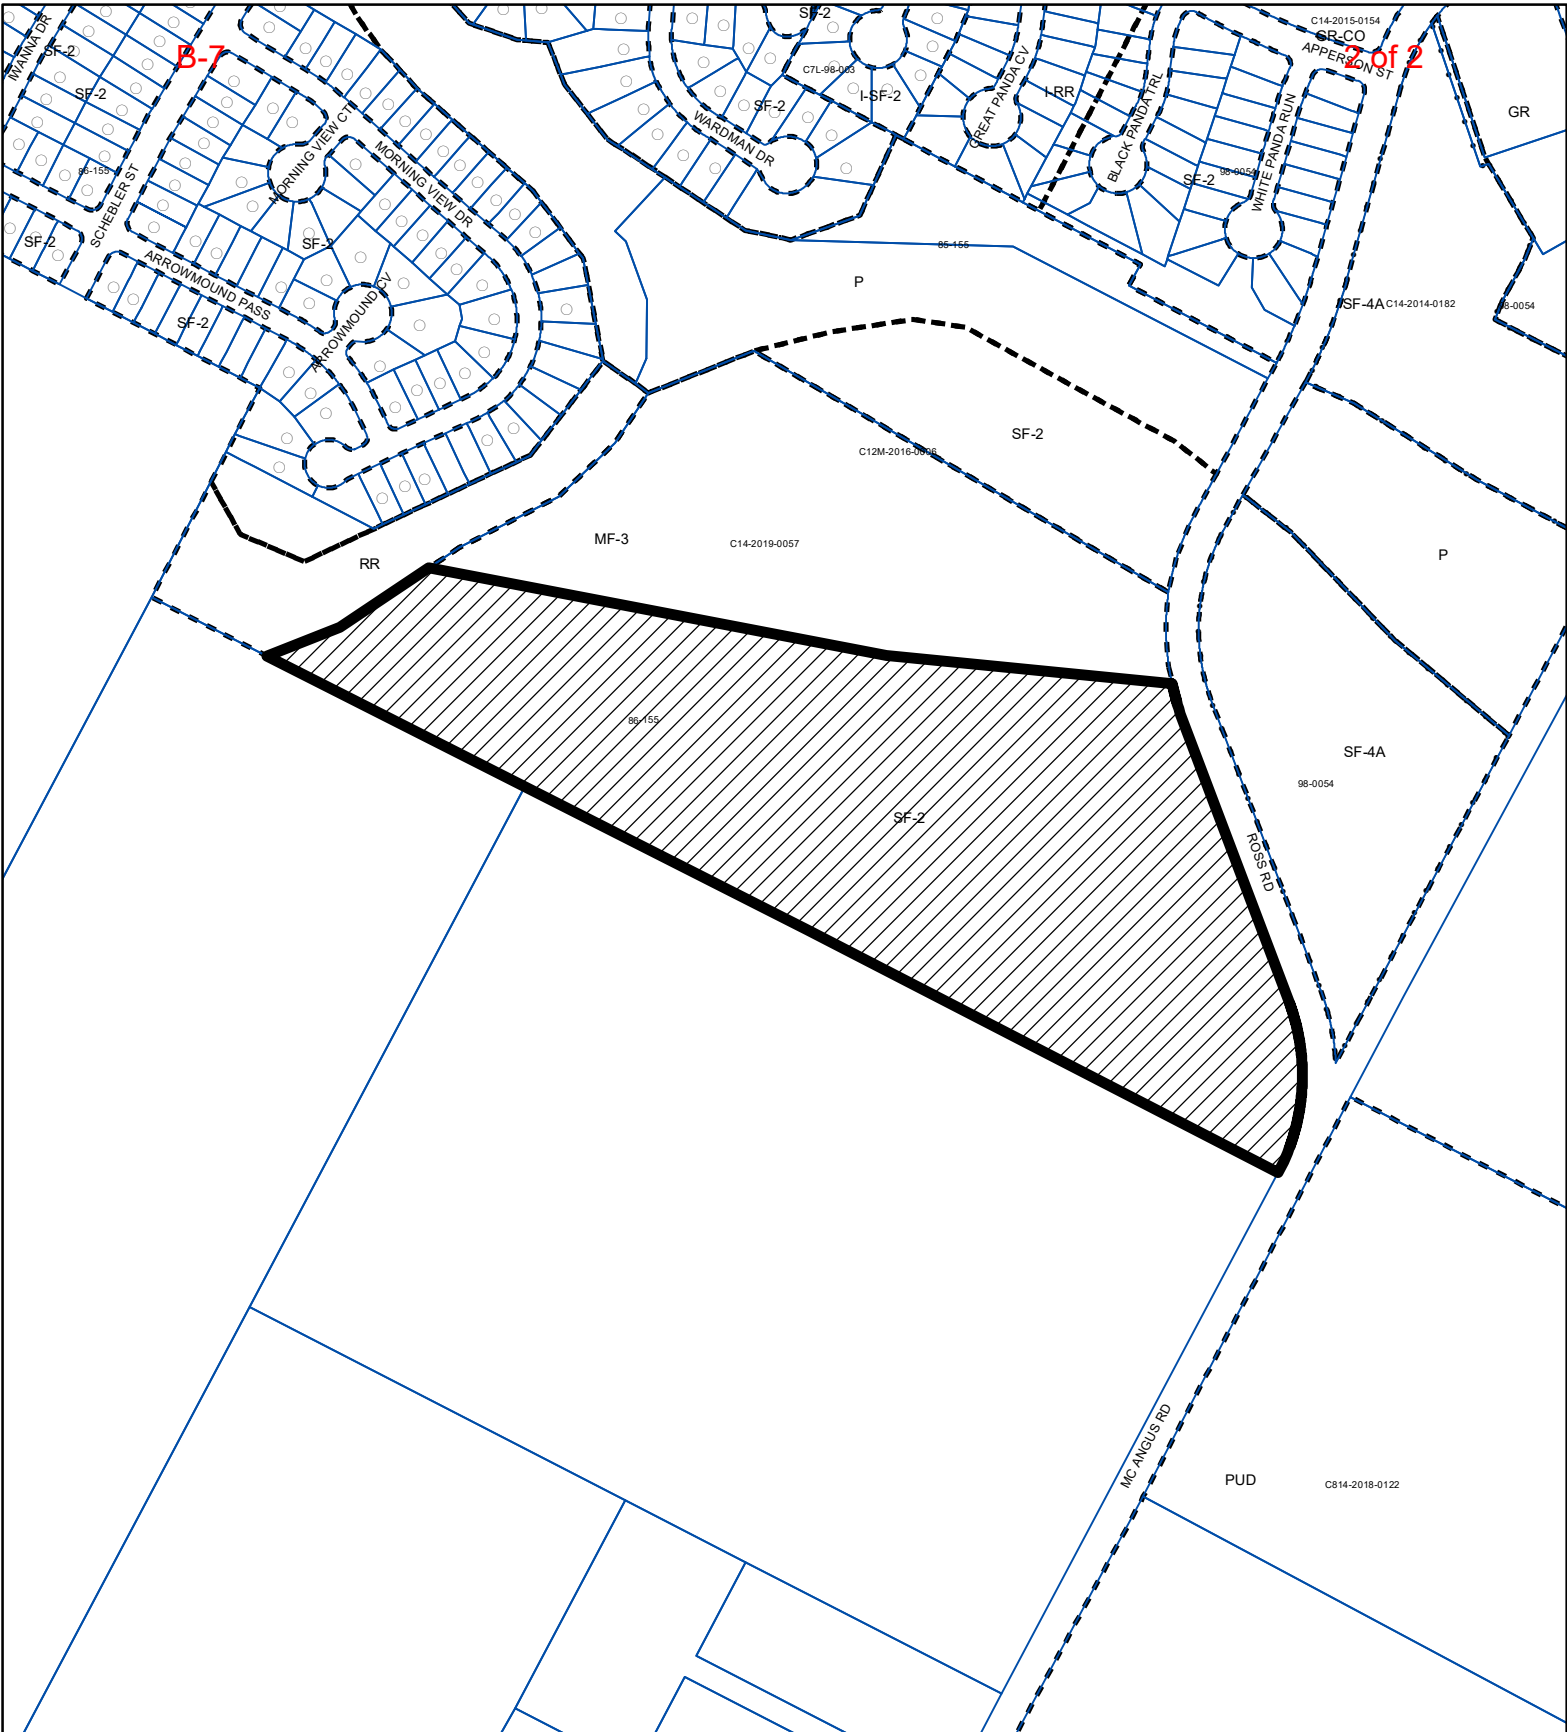 C14-2015-0154
GR-CO
APPERSON ST
B-7
2 of 2
IWANNA DR
SF-2
SF-2
SF-2
C7L-98-003
I-SF-2
SF-2
GREAT PANDA CV
I-RR
BLACK PANDA TRL
WHITE PANDA RUN
GR
WARDMAN DR
MORNING VIEW CT
MORNING VIEW DR
86-155
SCHEBLER ST
SF-2
98-0054
SF-2
SF-2
85-155
ARROWMOUND PASS
ARROWMOUND CV
P
SF-4A
C14-2014-0182
98-0054
SF-2
SF-2
C12M-2016-0006
MF-3
C14-2019-0057
P
RR
86-155
SF-4A
98-0054
SF-2
ROSS RD
MC ANGUS RD
PUD
C814-2018-0122